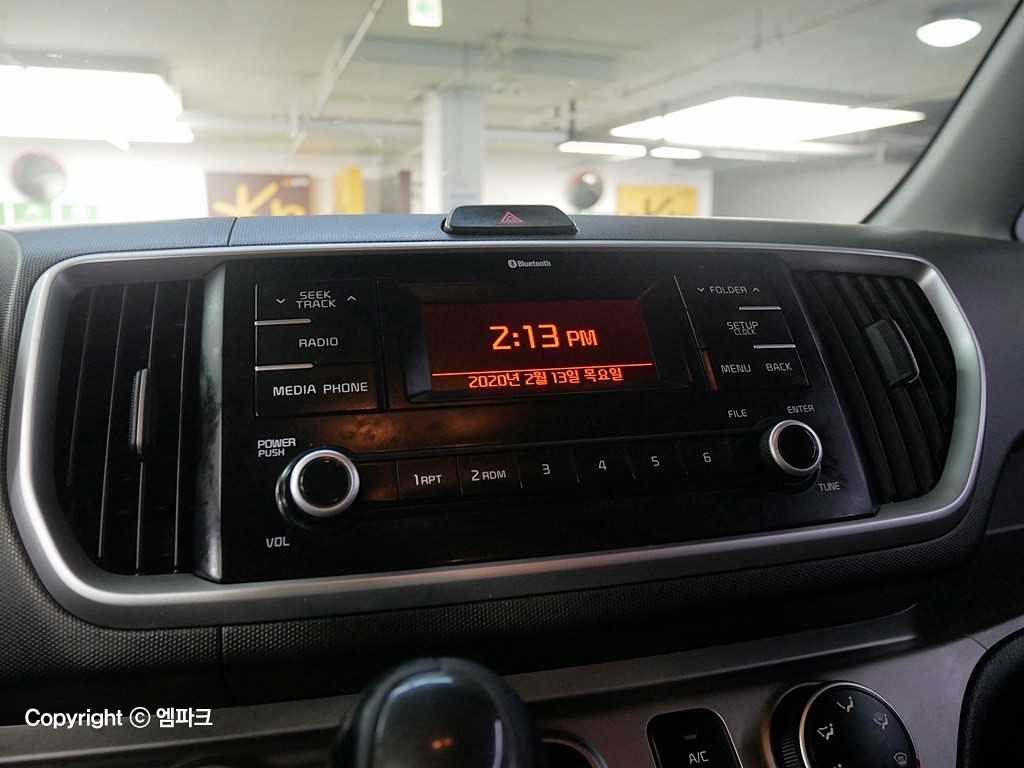 Bluetooth
SEEK
TRACK
RADIO
MEDIA PHONE
2:13 PM
2020년 2월 13일 목요일
FOLDER
SETUP
CLOCK
MENU BACK
FILE
ENTER
POWER
PUSH
1 RPT 2 RDM 3 4 5 6
VOL
TUNE
A/C
Copyright ⓒ 엠파크